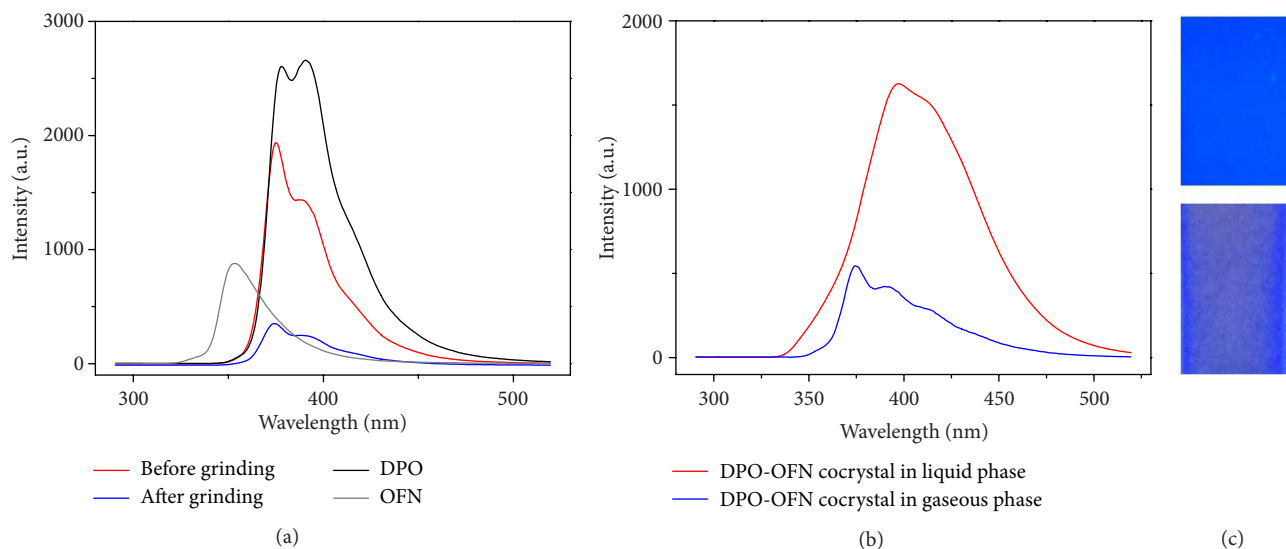 3000
2000
1000
0
Intensity (a.u.)
300
400
500
Wavelength (nm)
Before grinding
DPO
After grinding
OFN
(a)
2000
1000
0
Intensity (a.u.)
300
350
400
450
500
Wavelength (nm)
DPO-OFN cocrystal in liquid phase
DPO-OFN cocrystal in gaseous phase
(b)
(c)